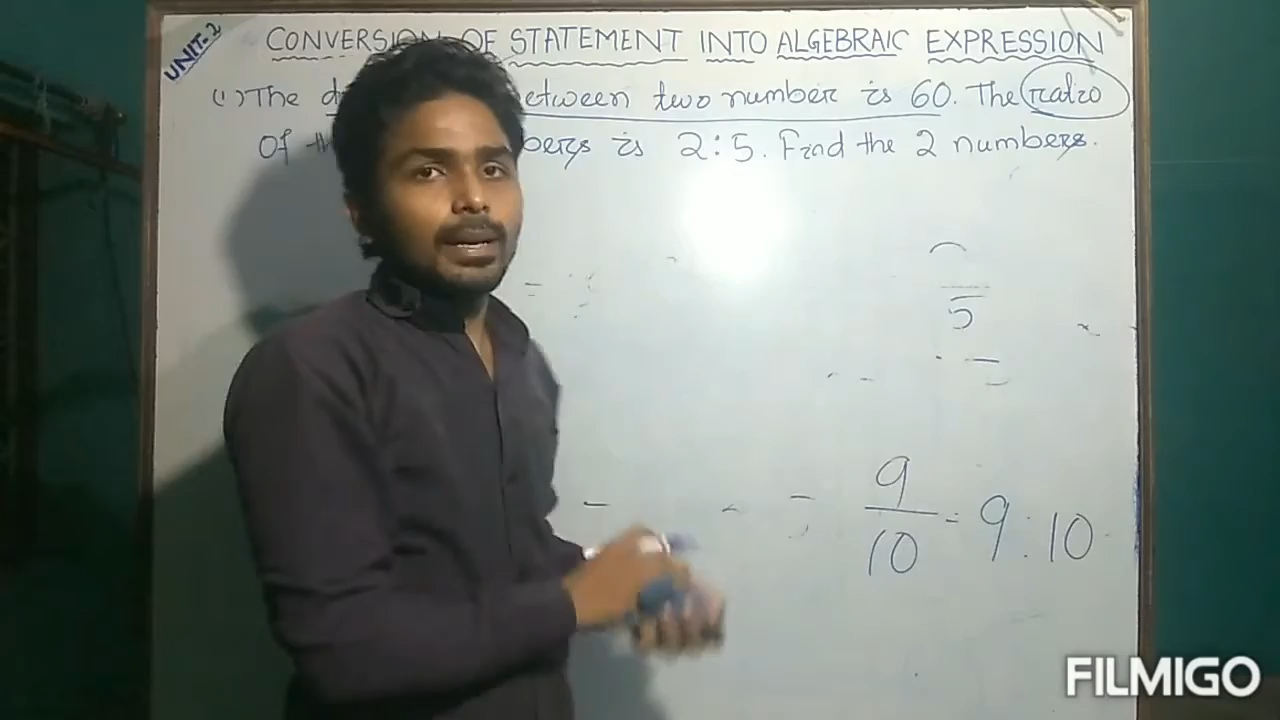 UNIT-2
CONVERSION OF STATEMENT INTO ALGEBRAIC EXPRESSION
(1) The between two number is 60. The ratio
Of is 2:5. Find the 2 numbers.
5
9/10 = 9:10
FILMIGO